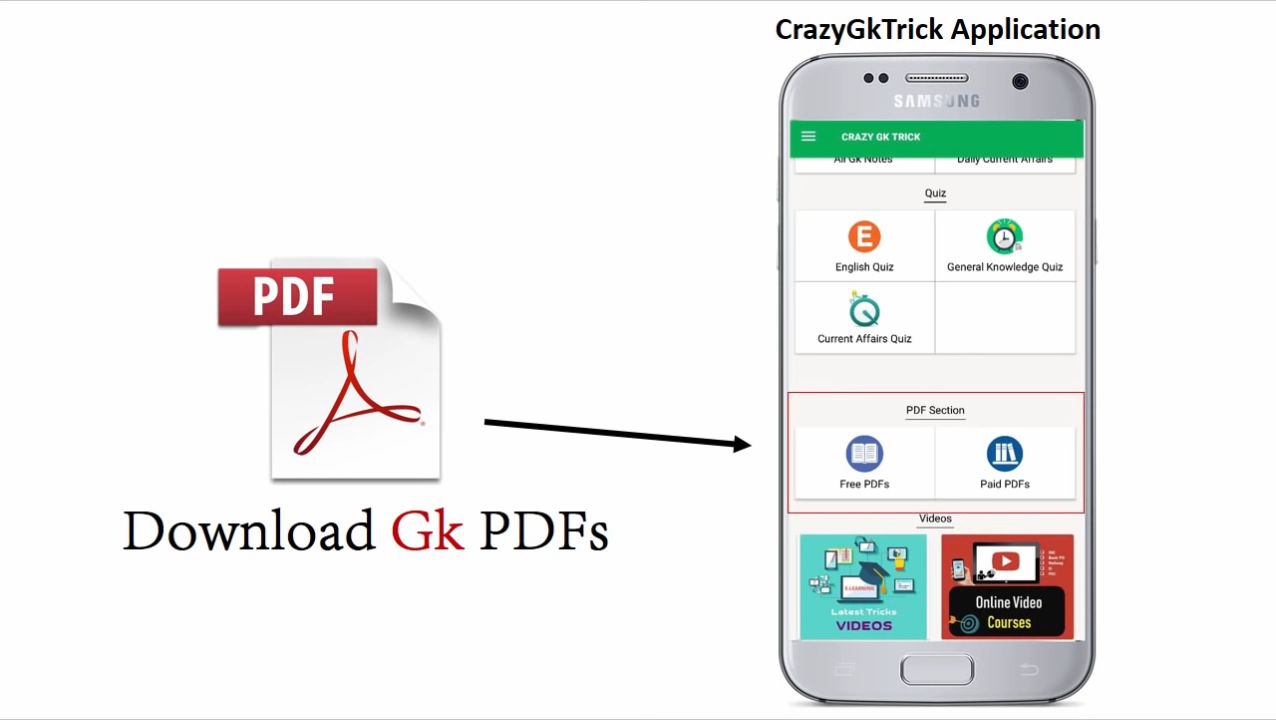 CrazyGkTrick Application
SAMSUNG
CRAZY GK TRICK
All Gk Notes
Daily Current Affairs
Quiz
E
English Quiz
General Knowledge Quiz
Current Affairs Quiz
PDF
Download Gk PDFs
PDF Section
Free PDFs
Paid PDFs
Videos
E-LEARNING
Latest Tricks
VIDEOS
Online Video
Courses